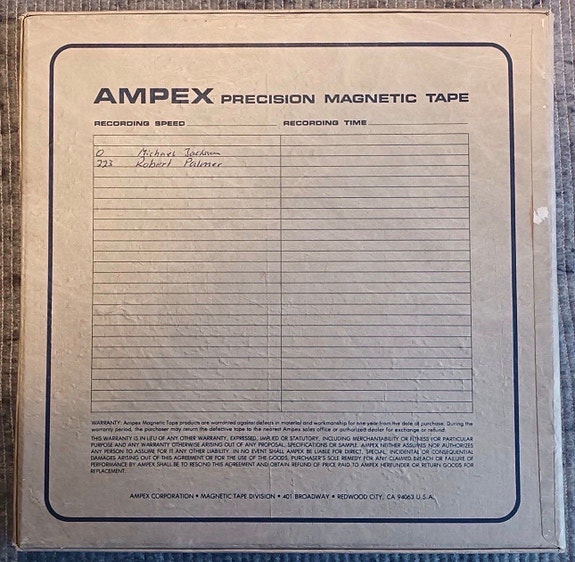 AMPEX PRECISION MAGNETIC TAPE
RECORDING SPEED RECORDING TIME
0 Michael Jackson
223 Robert Palmer
WARRANTY: Ampex Magnetic Tape products are warranted against defects in material and workmanship for one year from the date of purchase. During the
warranty period, the purchaser may return the defective tape to the nearest Ampex sales office or authorized dealer for exchange or refund.
THIS WARRANTY IS IN LIEU OF ANY OTHER WARRANTY, EXPRESSED, IMPLIED OR STATUTORY, INCLUDING MERCHANTABILITY OR FITNESS FOR PARTICULAR
PURPOSE AND ANY WARRANTY OTHERWISE ARISING OUT OF ANY PROPOSAL, SPECIFICATIONS OR SAMPLE. AMPEX NEITHER ASSUMES NOR AUTHORIZES
ANY PERSON TO ASSUME FOR IT ANY OTHER LIABILITY. IN NO EVENT SHALL AMPEX BE LIABLE FOR DIRECT, SPECIAL, INCIDENTAL OR CONSEQUENTIAL
DAMAGES ARISING OUT OF THIS AGREEMENT OR FOR THE USE OF THE GOODS. PURCHASER'S SOLE REMEDY FOR ANY CLAIMED BREACH OR FAILURE OF
PERFORMANCE BY AMPEX SHALL BE TO RESCIND THIS AGREEMENT AND OBTAIN REFUND OF PRICE PAID TO AMPEX HEREUNDER OR RETURN GOODS FOR
REPLACEMENT.
AMPEX CORPORATION • MAGNETIC TAPE DIVISION • 401 BROADWAY • REDWOOD CITY, CA 94063 U.S.A.